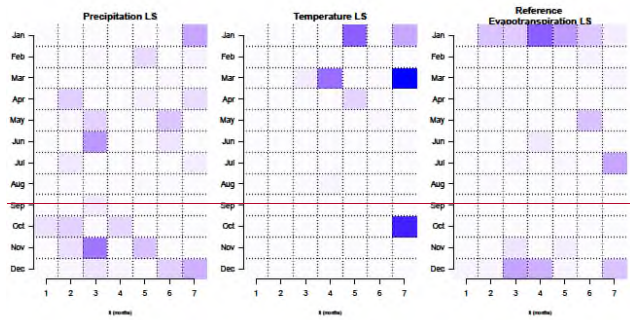 Precipitation LS
Temperature LS
Reference
Evapotranspiration LS
Jan
Feb
Mar
Apr
May
Jun
Jul
Aug
Sep
Oct
Nov
Dec
1 2 3 4 5 6 7
(months)
Jan
Feb
Mar
Apr
May
Jun
Jul
Aug
Sep
Oct
Nov
Dec
1 2 3 4 5 6 7
(months)
Jan
Feb
Mar
Apr
May
Jun
Jul
Aug
Sep
Oct
Nov
Dec
1 2 3 4 5 6 7
(months)